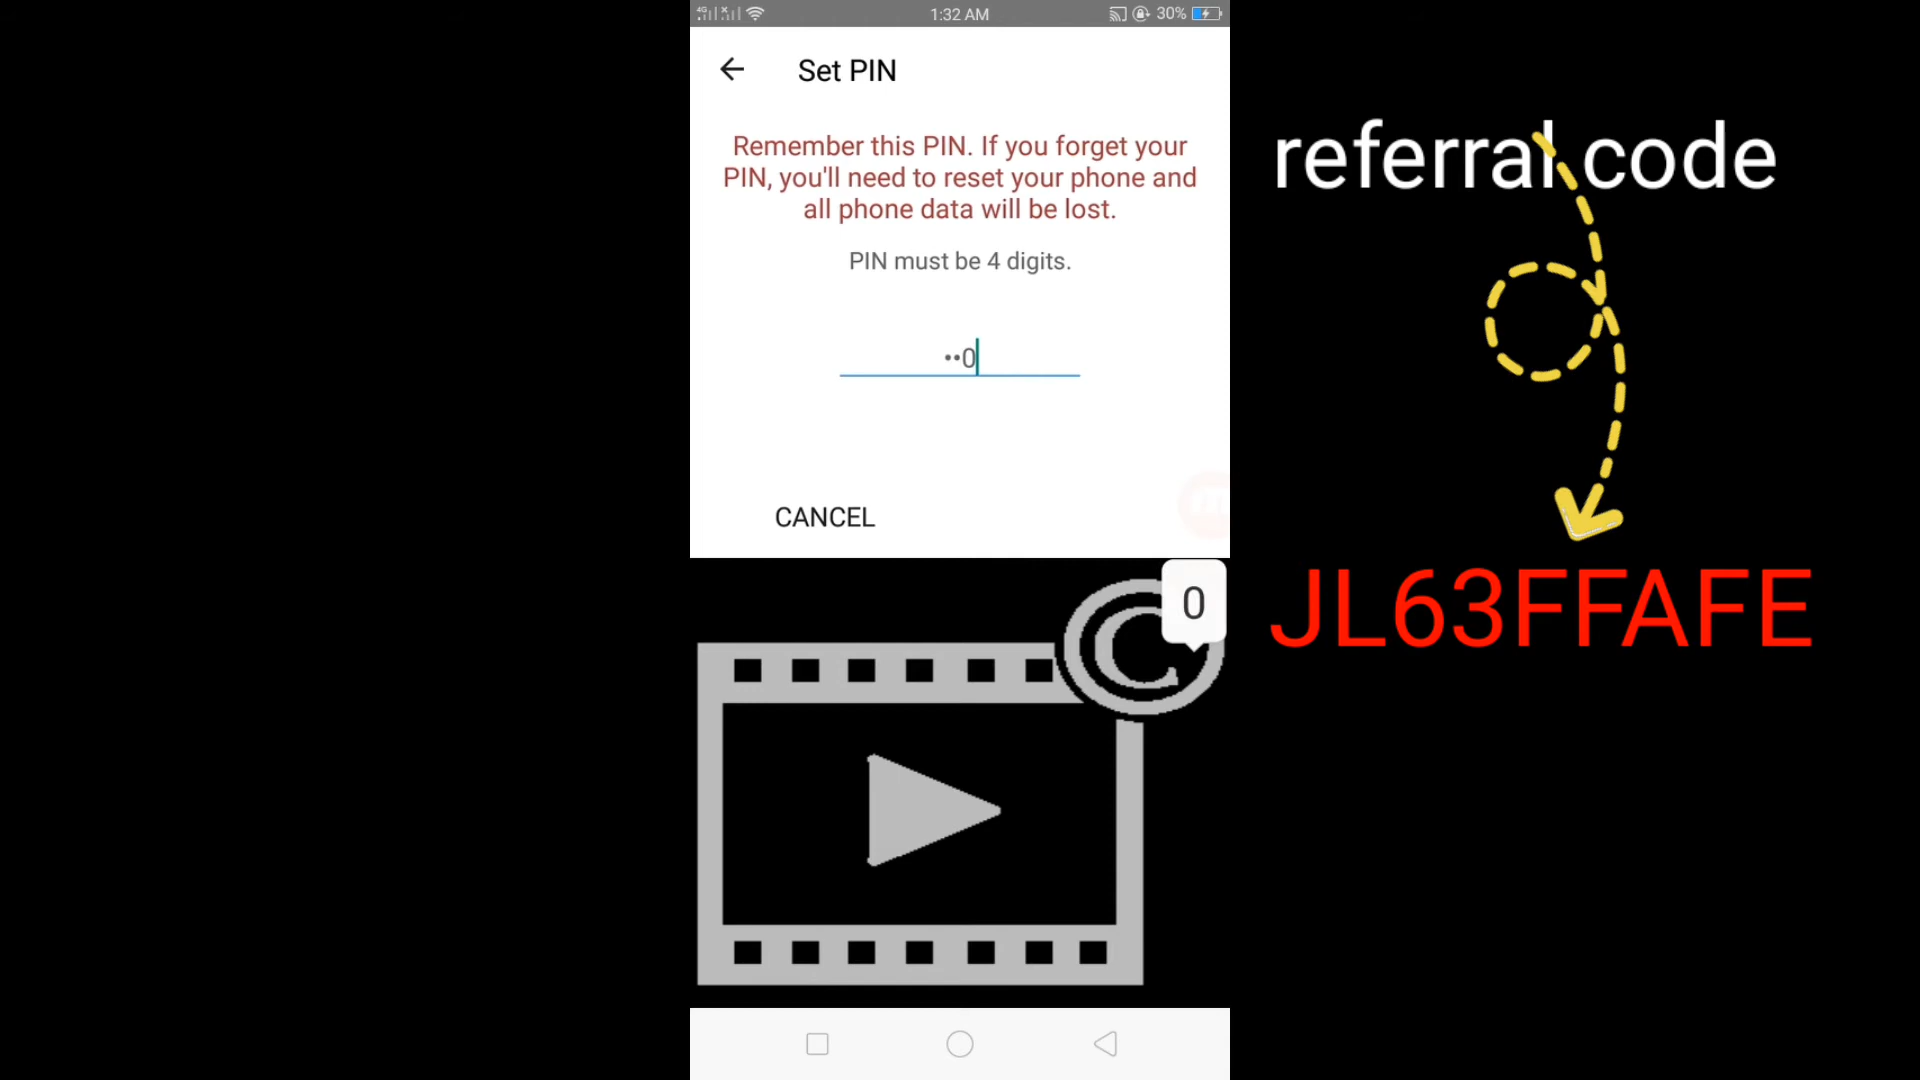 4G 1:32 AM 30%
Set PIN
Remember this PIN. If you forget your
PIN, you'll need to reset your phone and
all phone data will be lost.
PIN must be 4 digits.
••0
CANCEL
0
©
referral code
JL63FFAFE